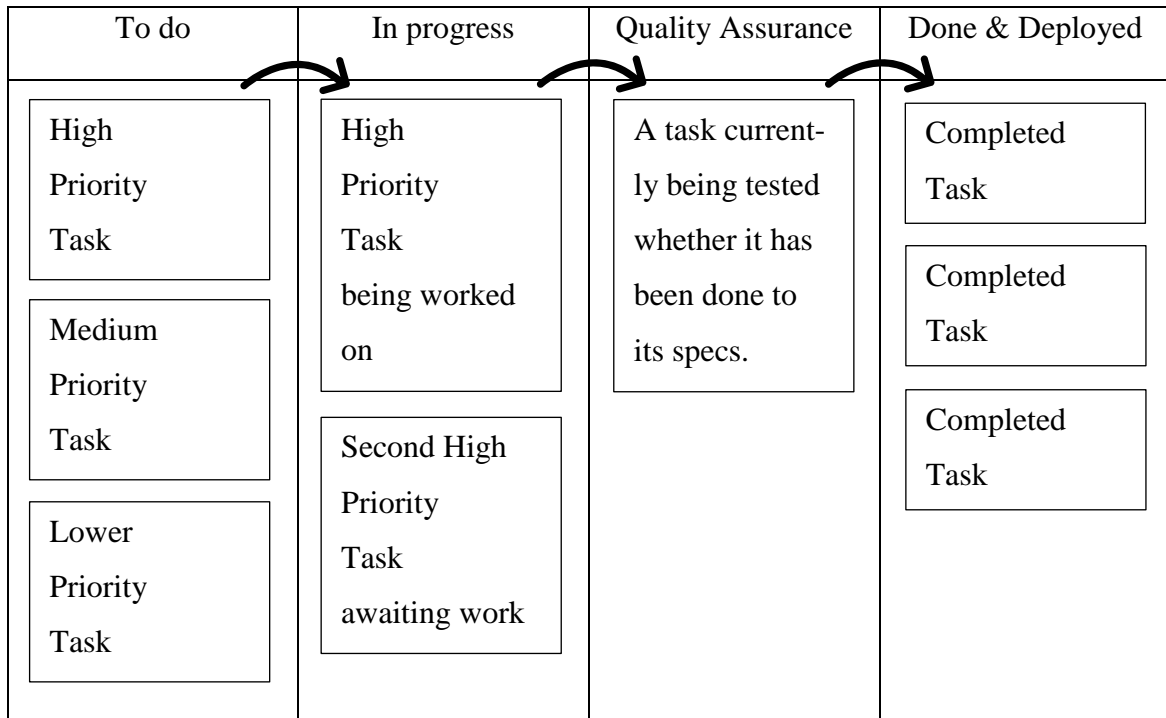 To do
In progress
Quality Assurance
Done & Deployed
High
Priority
Task
Medium
Priority
Task
Lower
Priority
Task
High
Priority
Task
being worked
on
Second High
Priority
Task
awaiting work
A task current-
ly being tested
whether it has
been done to
its specs.
Completed
Task
Completed
Task
Completed
Task